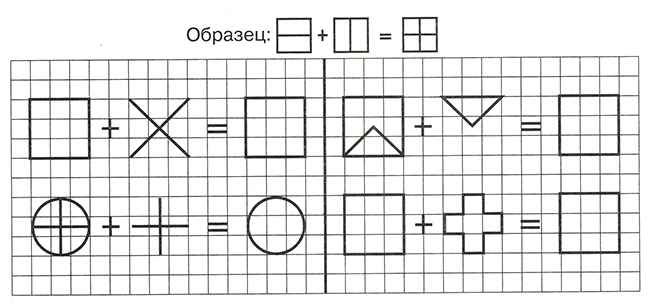 Образец: + =
+ = + =
+ = + =